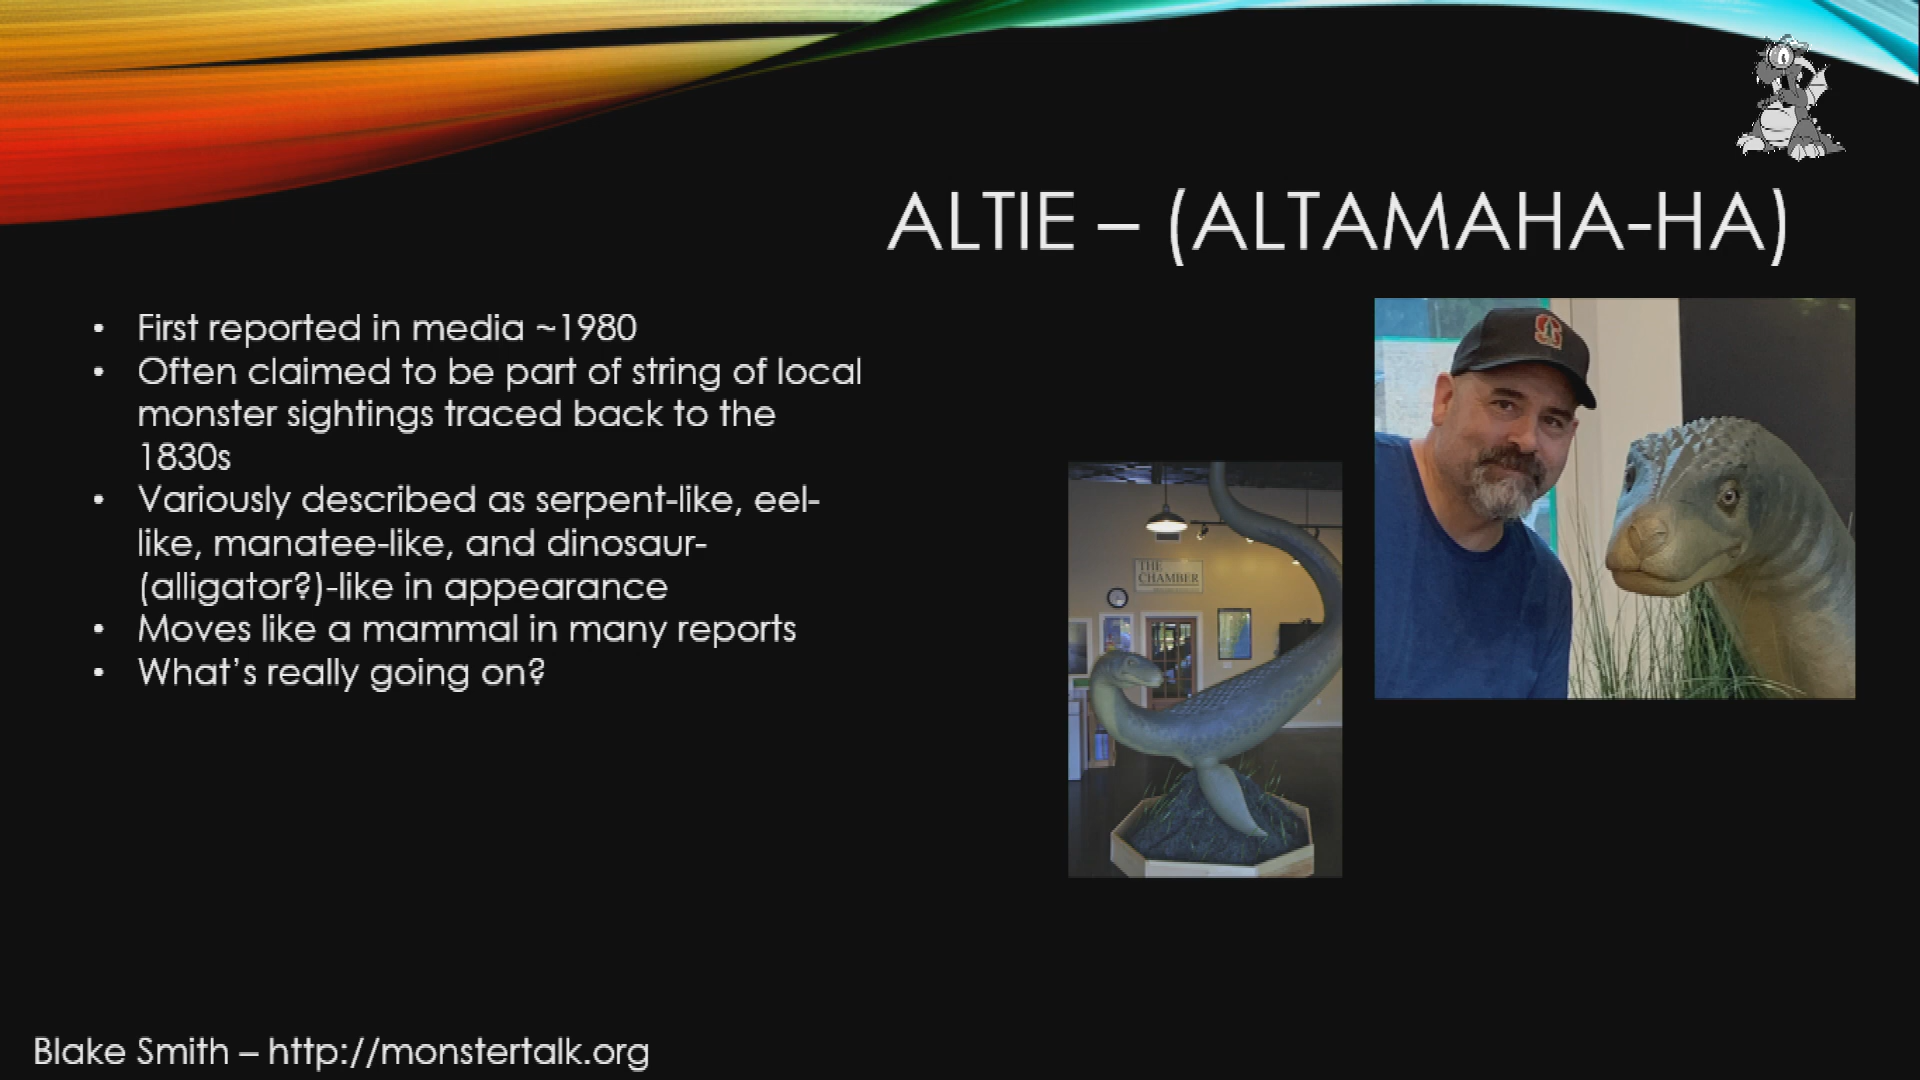 ALTIE – (ALTAMAHA-HA)
• First reported in media ~1980
• Often claimed to be part of string of local
monster sightings traced back to the
1830s
• Variously described as serpent-like, eel-
like, manatee-like, and dinosaur-
(alligator?)-like in appearance
• Moves like a mammal in many reports
• What’s really going on?
THE
CHAMBER
S
Blake Smith – http://monstertalk.org